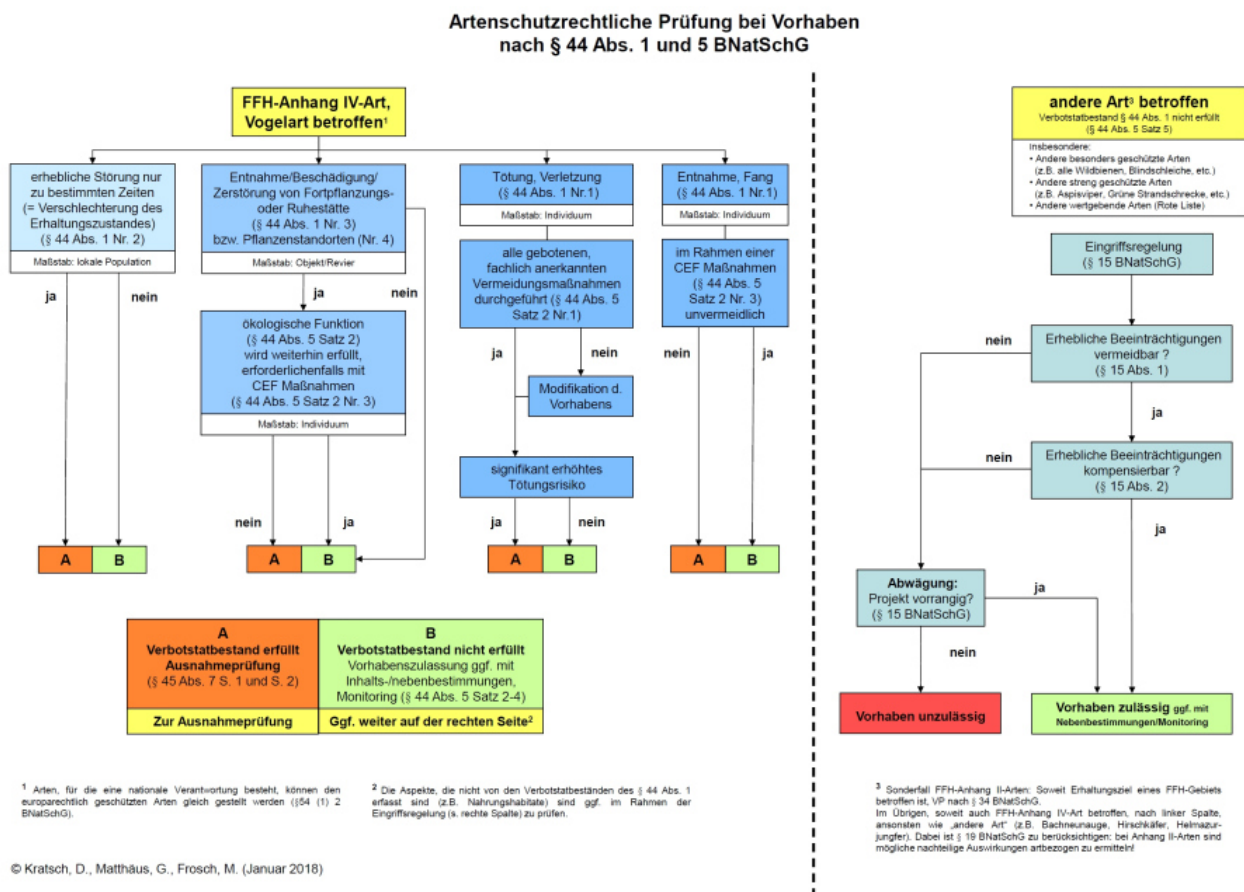 Artenschutzrechtliche Prüfung bei Vorhaben
nach § 44 Abs. 1 und 5 BNatSchG
FFH-Anhang IV-Art,
Vogelart betroffen¹
erhebliche Störung nur
zu bestimmten Zeiten
(= Verschlechterung des
Erhaltungszustandes)
(§ 44 Abs. 1 Nr. 2)
Maßstab: lokale Population
ja
nein
Entnahme/Beschädigung/
Zerstörung von Fortpflanzungs-
oder Ruhestätte
(§ 44 Abs. 1 Nr. 3)
bzw. Pflanzenstandorten (Nr. 4)
Maßstab: Objekt/Revier
ja
nein
ökologische Funktion
(§ 44 Abs. 5 Satz 2)
wird weiterhin erfüllt,
erforderlichenfalls mit
CEF Maßnahmen
(§ 44 Abs. 5 Satz 2 Nr. 3)
Maßstab: Individuum
nein
ja
Tötung, Verletzung
(§ 44 Abs. 1 Nr.1)
Maßstab: Individuum
alle gebotenen,
fachlich anerkannten
Vermeidungsmaßnahmen
durchgeführt (§ 44 Abs. 5
Satz 2 Nr.1)
ja
nein
Modifikation d.
Vorhabens
signifikant erhöhtes
Tötungsrisiko
ja
nein
Entnahme, Fang
(§ 44 Abs. 1 Nr.1)
Maßstab: Individuum
im Rahmen einer
CEF Maßnahmen
(§ 44 Abs. 5
Satz 2 Nr. 3)
unvermeidlich
nein
ja
A B
A B
A B
A B
A
Verbotstatbestand erfüllt
Ausnahmeprüfung
(§ 45 Abs. 7 S. 1 und S. 2)
Zur Ausnahmeprüfung
B
Verbotstatbestand nicht erfüllt
Vorhabenszulassung ggf. mit
Inhalts-/nebenbestimmungen,
Monitoring (§ 44 Abs. 5 Satz 2-4)
Ggf. weiter auf der rechten Seite²
¹ Arten, für die eine nationale Verantwortung besteht, können den
europarechtlich geschützten Arten gleich gestellt werden (§54 (1) 2
BNatSchG).
² Die Aspekte, die nicht von den Verbotstatbeständen des § 44 Abs. 1
erfasst sind (z.B. Nahrungshabitate) sind ggf. im Rahmen der
Eingriffsregelung (s. rechte Spalte) zu prüfen.
© Kratsch, D., Matthäus, G., Frosch, M. (Januar 2018)
andere Art³ betroffen
Verbotstatbestand § 44 Abs. 1 nicht erfüllt
(§ 44 Abs. 5 Satz 5)
Insbesondere:
• Andere besonders geschützte Arten
(z.B. alle Wildbienen, Blindschleiche, etc.)
• Andere streng geschützte Arten
(z.B. Aspisviper, Grüne Strandschrecke, etc.)
• Andere wertgebende Arten (Rote Liste)
Eingriffsregelung
(§ 15 BNatSchG)
Erhebliche Beeinträchtigungen
vermeidbar ?
(§ 15 Abs. 1)
nein
ja
Erhebliche Beeinträchtigungen
kompensierbar ?
(§ 15 Abs. 2)
nein
ja
Abwägung:
Projekt vorrangig?
(§ 15 BNatSchG)
ja
nein
Vorhaben unzulässig
Vorhaben zulässig ggf. mit
Nebenbestimmungen/Monitoring
³ Sonderfall FFH-Anhang II-Arten: Soweit Erhaltungsziel eines FFH-Gebiets
betroffen ist, VP nach § 34 BNatSchG.
Im Übrigen, soweit auch FFH-Anhang IV-Art betroffen, nach linker Spalte,
ansonsten wie „andere Art" (z.B. Bachneunauge, Hirschkäfer, Helmazur-
jungfer). Dabei ist § 19 BNatSchG zu berücksichtigen: bei Anhang II-Arten sind
mögliche nachteilige Auswirkungen artbezogen zu ermitteln!